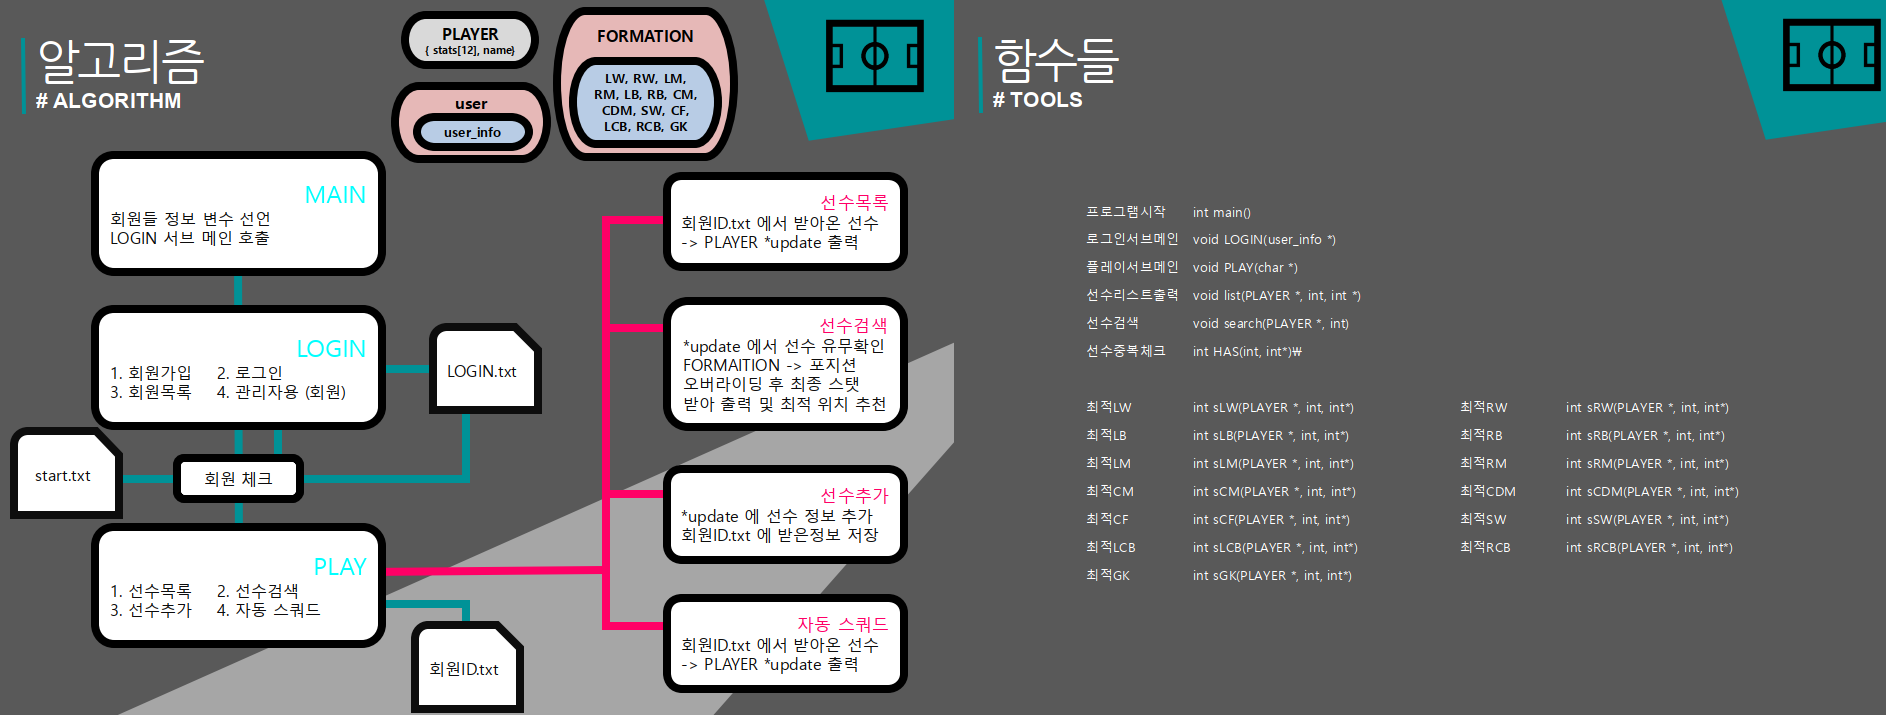 알고리즘
# ALGORITHM
PLAYER
{ stats[12], name}
user
user_info
FORMATION
LW, RW, LM,
RM, LB, RB, CM,
CDM, SW, CF,
LCB, RCB, GK
MAIN
회원들 정보 변수 선언
LOGIN 서브 메인 호출
LOGIN
1. 회원가입 2. 로그인
3. 회원목록 4. 관리자용 (회원)
LOGIN.txt
start.txt
회원 체크
PLAY
1. 선수목록 2. 선수검색
3. 선수추가 4. 자동 스쿼드
회원ID.txt
선수목록
회원ID.txt 에서 받아온 선수
-> PLAYER *update 출력
선수검색
*update 에서 선수 유무확인
FORMAITION -> 포지션
오버라이딩 후 최종 스탯
받아 출력 및 최적 위치 추천
선수추가
*update 에 선수 정보 추가
회원ID.txt 에 받은정보 저장
자동 스쿼드
회원ID.txt 에서 받아온 선수
-> PLAYER *update 출력
함수들
# TOOLS
프로그램시작 int main()
로그인서브메인 void LOGIN(user_info *)
플레이서브메인 void PLAY(char *)
선수리스트출력 void list(PLAYER *, int, int *)
선수검색 void search(PLAYER *, int)
선수중복체크 int HAS(int, int*)₩
최적LW int sLW(PLAYER *, int, int*) 최적RW int sRW(PLAYER *, int, int*)
최적LB int sLB(PLAYER *, int, int*) 최적RB int sRB(PLAYER *, int, int*)
최적LM int sLM(PLAYER *, int, int*) 최적RM int sRM(PLAYER *, int, int*)
최적CM int sCM(PLAYER *, int, int*) 최적CDM int sCDM(PLAYER *, int, int*)
최적CF int sCF(PLAYER *, int, int*) 최적SW int sSW(PLAYER *, int, int*)
최적LCB int sLCB(PLAYER *, int, int*) 최적RCB int sRCB(PLAYER *, int, int*)
최적GK int sGK(PLAYER *, int, int*)